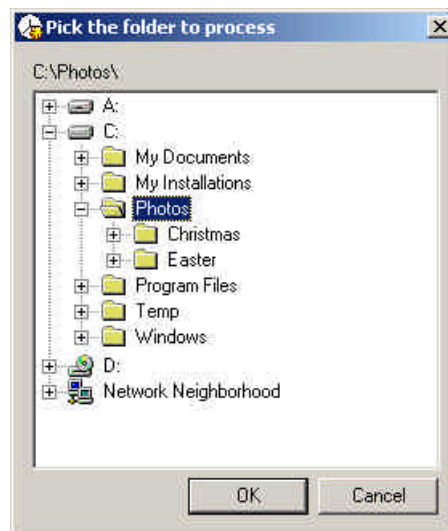 Pick the folder to process
C:\Photos\
A:
C:
My Documents
My Installations
Photos
Christmas
Easter
Program Files
Temp
Windows
D:
Network Neighborhood
OK Cancel